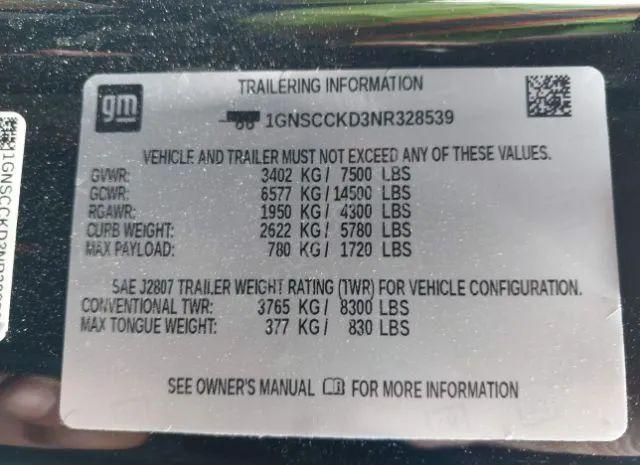 TRAILERING INFORMATION
gm
1GNSCCKD3NR328539
VEHICLE AND TRAILER MUST NOT EXCEED ANY OF THESE VALUES.
GVWR: 3402 KG / 7500 LBS
GCWR: 6577 KG / 14500 LBS
RGAWR: 1950 KG / 4300 LBS
CURB WEIGHT: 2622 KG / 5780 LBS
MAX PAYLOAD: 780 KG / 1720 LBS
SAE J2807 TRAILER WEIGHT RATING (TWR) FOR VEHICLE CONFIGURATION.
CONVENTIONAL TWR: 3765 KG / 8300 LBS
MAX TONGUE WEIGHT: 377 KG / 830 LBS
SEE OWNER'S MANUAL FOR MORE INFORMATION